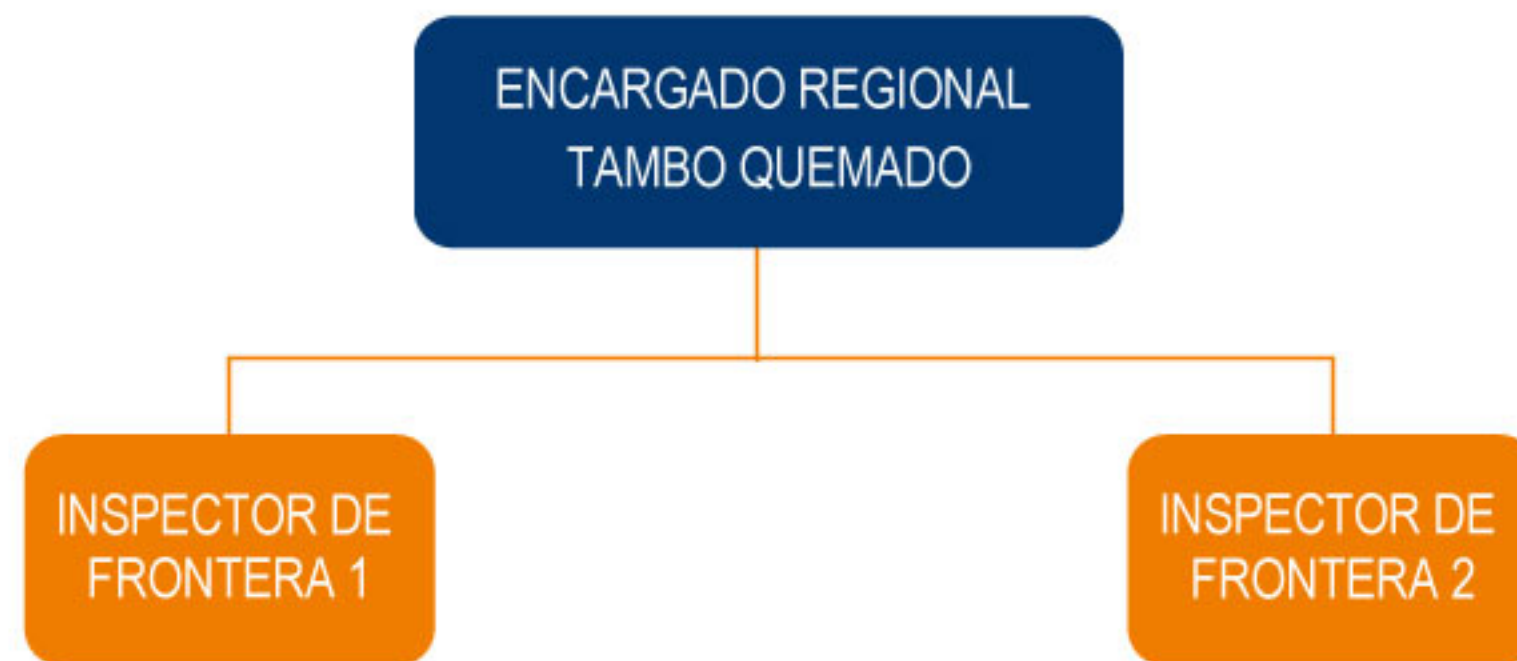 ENCARGADO REGIONAL
TAMBO QUEMADO
INSPECTOR DE
FRONTERA 1
INSPECTOR DE
FRONTERA 2